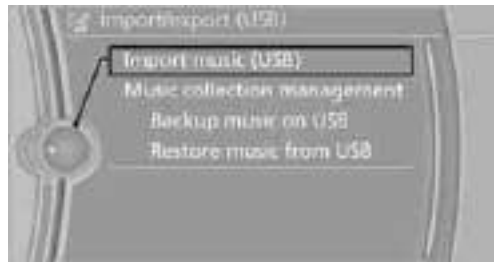 Import/Export (USB)
Import music (USB)
Music collection management
Backup music on USB
Restore music from USB